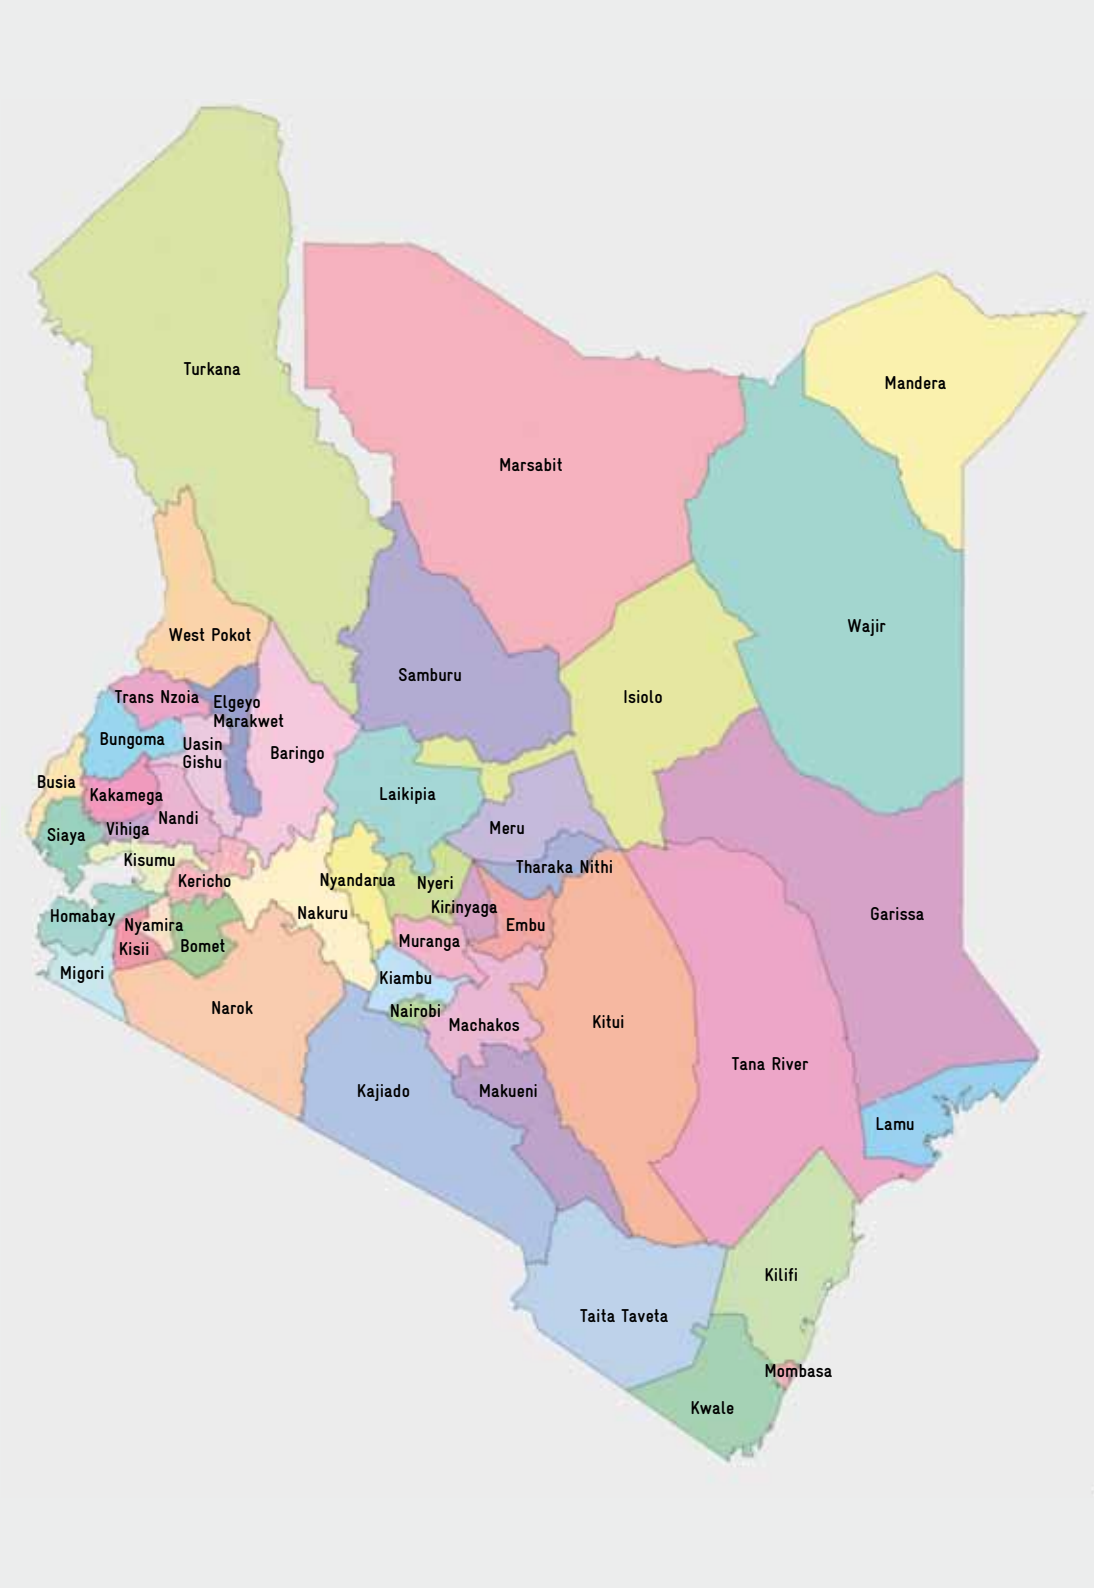 Turkana
Mandera
Marsabit
Wajir
West Pokot
Samburu
Isiolo
Trans Nzoia
Elgeyo
Marakwet
Bungoma
Uasin
Gishu
Baringo
Busia
Kakamega
Laikipia
Nandi
Vihiga
Siaya
Meru
Kisumu
Tharaka Nithi
Kericho
Nyandarua
Nyeri
Kirinyaga
Homabay
Nakuru
Garissa
Nyamira
Embu
Kisii
Bomet
Muranga
Migori
Kiambu
Narok
Nairobi
Machakos
Kitui
Tana River
Kajiado
Makueni
Lamu
Kilifi
Taita Taveta
Mombasa
Kwale